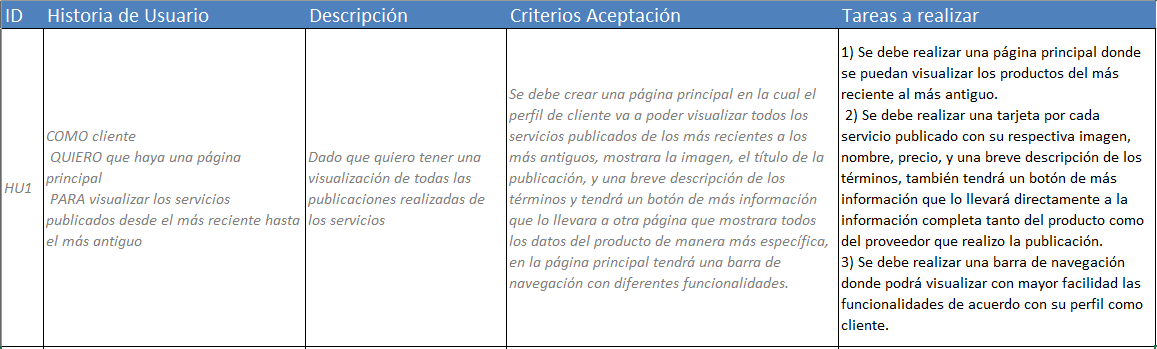 ID
Historia de Usuario
Descripción
Criterios Aceptación
Tareas a realizar
HU1
COMO cliente
QUIERO que haya una página
principal
PARA visualizar los servicios
publicados desde el más reciente hasta
el más antiguo
Dado que quiero tener una
visualización de todas las
publicaciones realizadas de
los servicios
Se debe crear una página principal en la cual el
perfil de cliente va a poder visualizar todos los
servicios publicados de los más recientes a los
más antiguos, mostrara la imagen, el título de la
publicación, y una breve descripción de los
términos y tendrá un botón de más información
que lo llevara a otra página que mostrara todos
los datos del producto de manera más específica,
en la página principal tendrá una barra de
navegación con diferentes funcionalidades.
1) Se debe realizar una página principal donde
se puedan visualizar los productos del más
reciente al más antiguo.
2) Se debe realizar una tarjeta por cada
servicio publicado con su respectiva imagen,
nombre, precio, y una breve descripción de los
términos, también tendrá un botón de más
información que lo llevará directamente a la
información completa tanto del producto como
del proveedor que realizo la publicación.
3) Se debe realizar una barra de navegación
donde podrá visualizar con mayor facilidad las
funcionalidades de acuerdo con su perfil como
cliente.